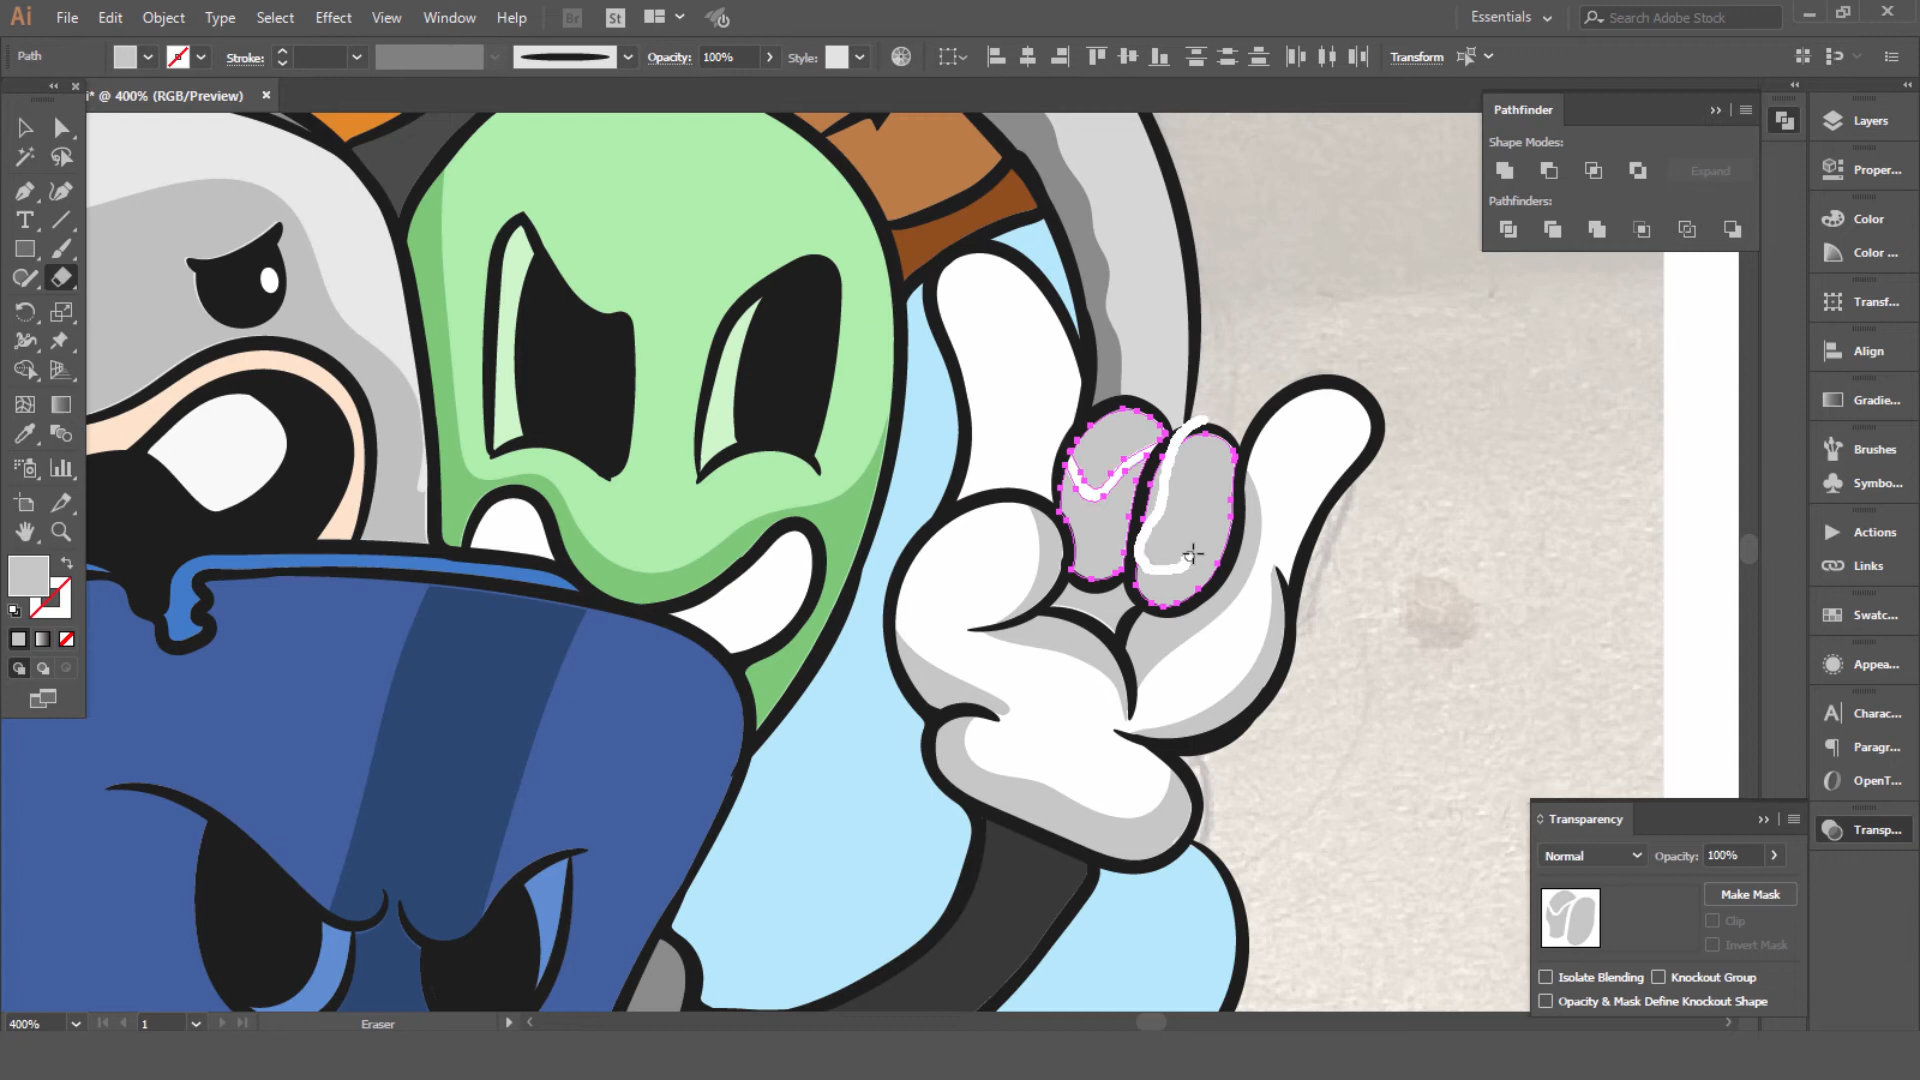 Ai File Edit Object Type Select Effect View Window Help Br St Essentials Search Adobe Stock
Path Stroke: Opacity: 100% Style: Transform
i* @ 400% (RGB/Preview)
Pathfinder
Shape Modes:
Expand
Pathfinders:
Layers
Proper...
Color
Color ...
Transf...
Align
Gradie...
Brushes
Symbo...
Actions
Links
Swatc...
Appea...
Charac...
Paragr...
OpenT...
Transp...
Transparency
Normal Opacity: 100%
Make Mask
Clip
Invert Mask
Isolate Blending Knockout Group
Opacity & Mask Define Knockout Shape
400% 1 Eraser